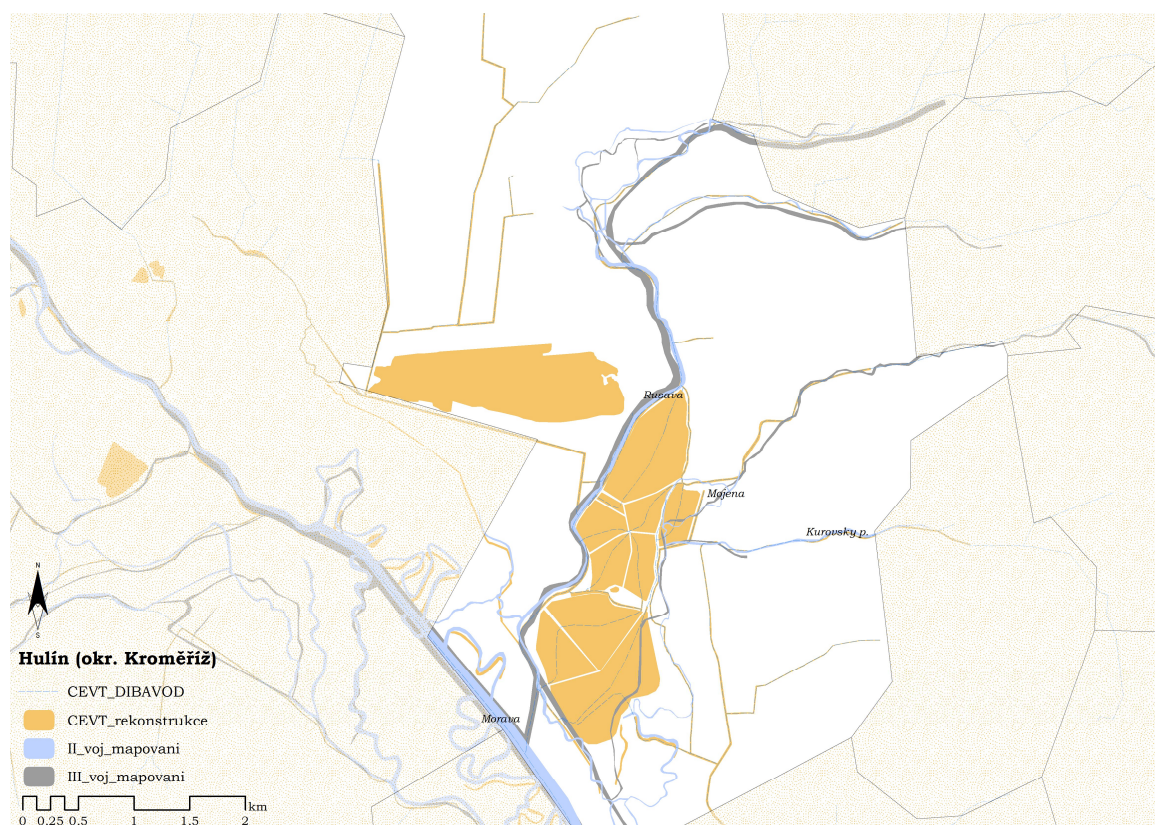 Rusava
Mojena
Kurovsky p.
N
S
Hulín (okr. Kroměříž)
CEVT_DIBAVOD
CEVT_rekonstrukce
II_voj_mapovani
Morava
III_voj_mapovani
km
0 0.25 0.5 1 1.5 2